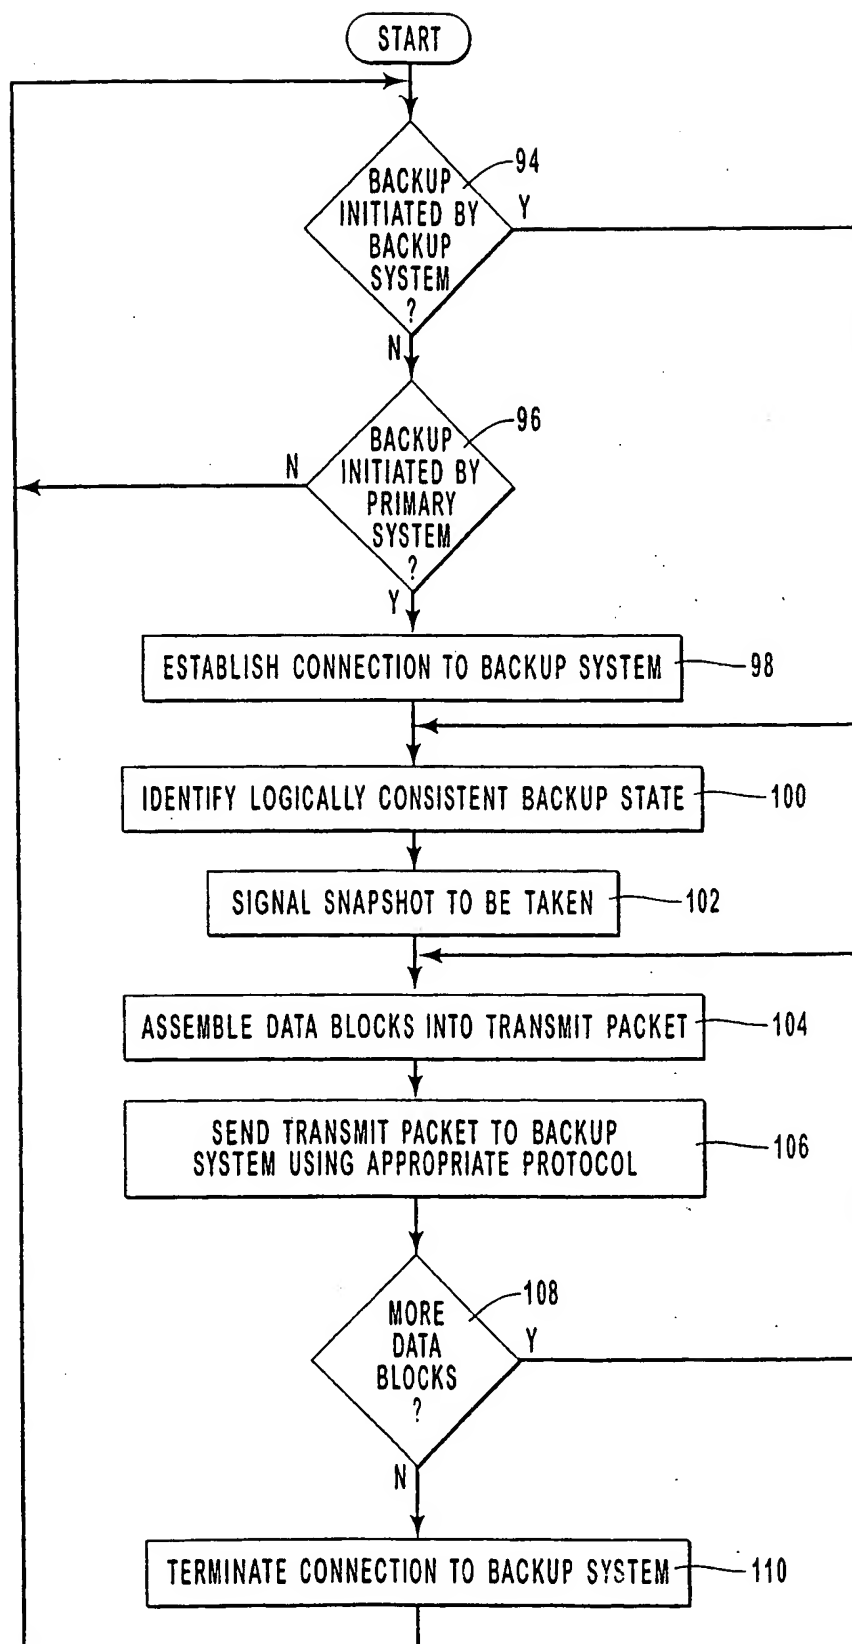 START
94
BACKUP
INITIATED BY
BACKUP
SYSTEM
?
Y
N
96
BACKUP
INITIATED BY
PRIMARY
SYSTEM
?
N
Y
ESTABLISH CONNECTION TO BACKUP SYSTEM
98
IDENTIFY LOGICALLY CONSISTENT BACKUP STATE
100
SIGNAL SNAPSHOT TO BE TAKEN
102
ASSEMBLE DATA BLOCKS INTO TRANSMIT PACKET
104
SEND TRANSMIT PACKET TO BACKUP
SYSTEM USING APPROPRIATE PROTOCOL
106
108
MORE
DATA
BLOCKS
?
Y
N
TERMINATE CONNECTION TO BACKUP SYSTEM
110